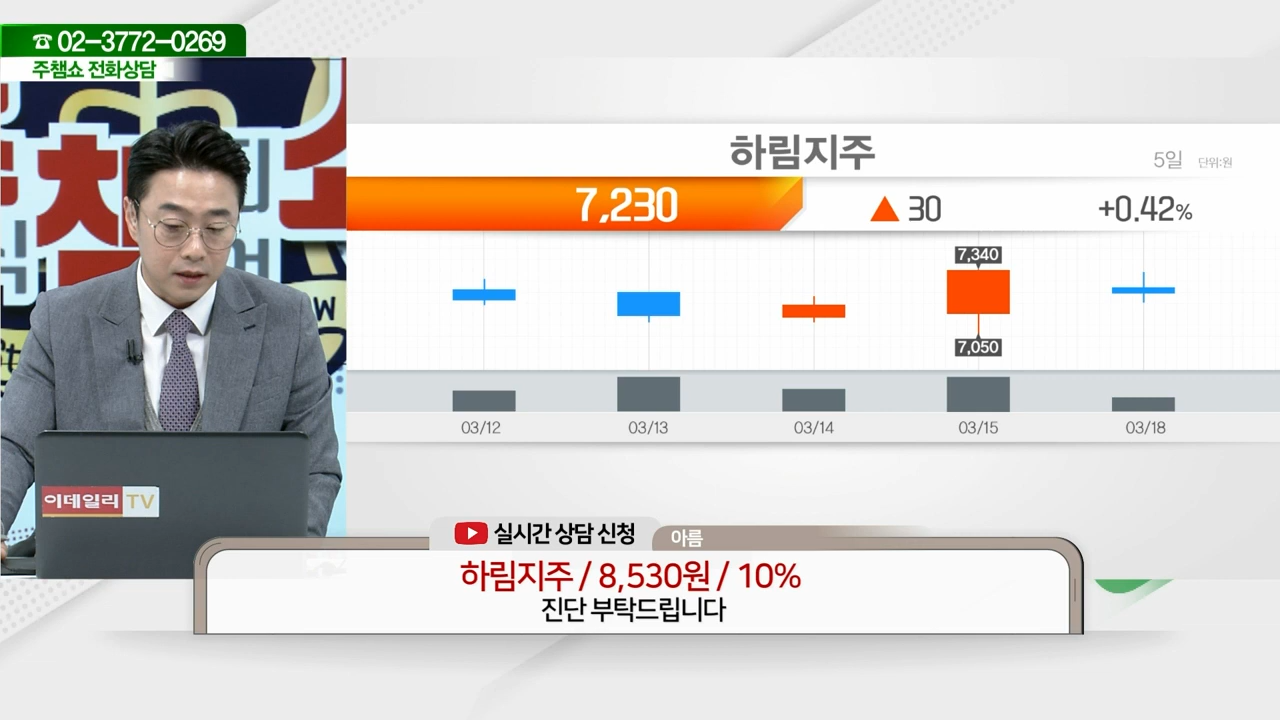 ☎ 02-3772-0269
주챔쇼 전화상담
하림지주
5일 단위:원
7,230 ▲ 30 +0.42%
7,340
7,050
03/12 03/13 03/14 03/15 03/18
이데일리 TV
실시간 상담 신청 아름
하림지주 / 8,530원 / 10%
진단 부탁드립니다